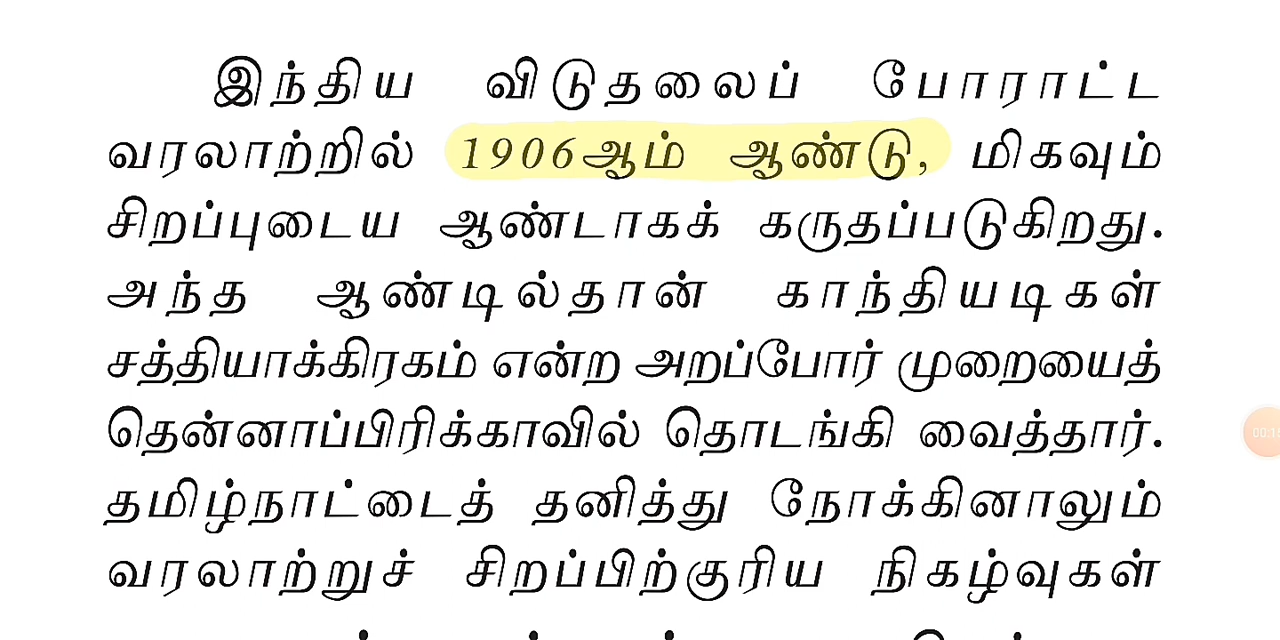 இந்திய விடுதலைப் போராட்ட
வரலாற்றில் 1906ஆம் ஆண்டு, மிகவும்
சிறப்புடைய ஆண்டாகக் கருதப்படுகிறது.
அந்த ஆண்டில்தான் காந்தியடிகள்
சத்தியாக்கிரகம் என்ற அறப்போர் முறையைத்
தென்னாப்பிரிக்காவில் தொடங்கி வைத்தார்.
தமிழ்நாட்டைத் தனித்து நோக்கினாலும்
வரலாற்றுச் சிறப்பிற்குரிய நிகழ்வுகள்